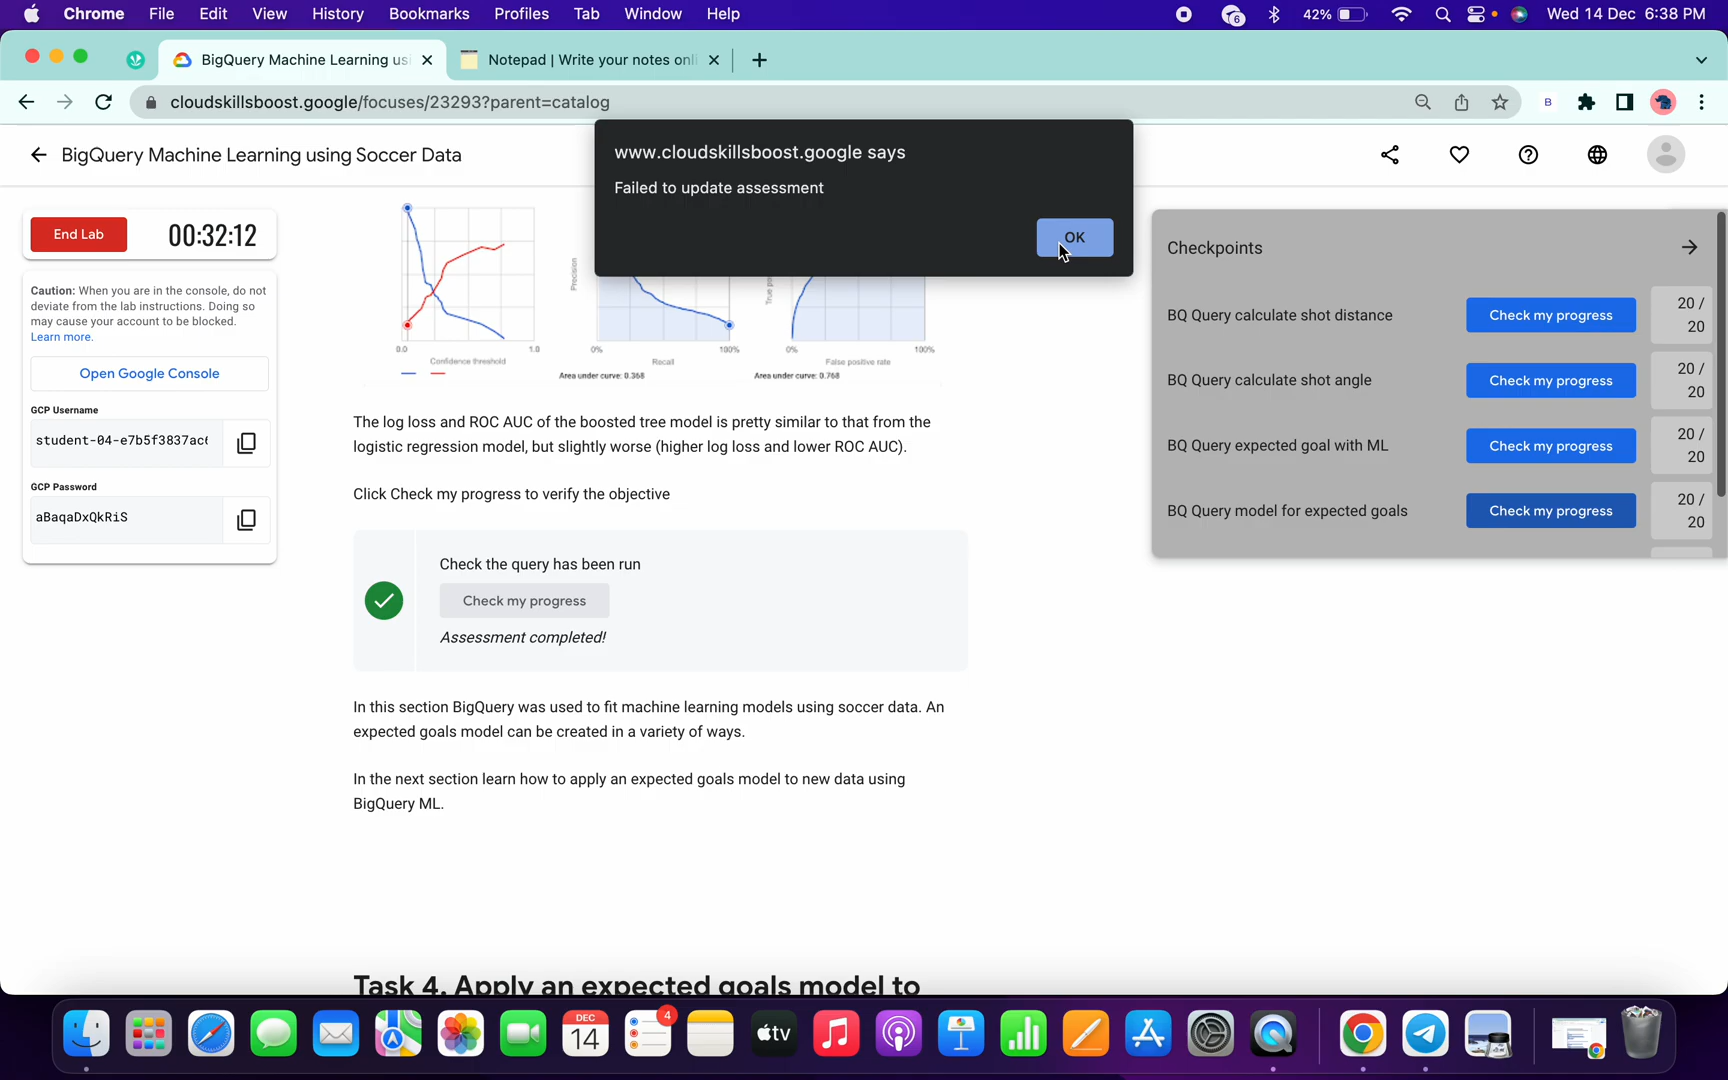 Chrome File Edit View History Bookmarks Profiles Tab Window Help
6 42% Wed 14 Dec 6:38 PM
BigQuery Machine Learning usi
Notepad | Write your notes onli
cloudskillsboost.google/focuses/23293?parent=catalog
B
BigQuery Machine Learning using Soccer Data
www.cloudskillsboost.google says
Failed to update assessment
OK
End Lab
00:32:12
Caution: When you are in the console, do not
deviate from the lab instructions. Doing so
may cause your account to be blocked.
Learn more.
Open Google Console
GCP Username
student-04-e7b5f3837ac
GCP Password
aBaqaDxQkRiS
0.0 1.0
Confidence threshold
Precision
0% 100%
Recall
Area under curve: 0.368
True po
0% 100%
False positive rate
Area under curve: 0.768
The log loss and ROC AUC of the boosted tree model is pretty similar to that from the
logistic regression model, but slightly worse (higher log loss and lower ROC AUC).
Click Check my progress to verify the objective
Check the query has been run
Check my progress
Assessment completed!
In this section BigQuery was used to fit machine learning models using soccer data. An
expected goals model can be created in a variety of ways.
In the next section learn how to apply an expected goals model to new data using
BigQuery ML.
Task 4. Apply an expected goals model to
Checkpoints
BQ Query calculate shot distance
Check my progress
20 /
20
BQ Query calculate shot angle
Check my progress
20 /
20
BQ Query expected goal with ML
Check my progress
20 /
20
BQ Query model for expected goals
Check my progress
20 /
20
DEC
14
4
tv